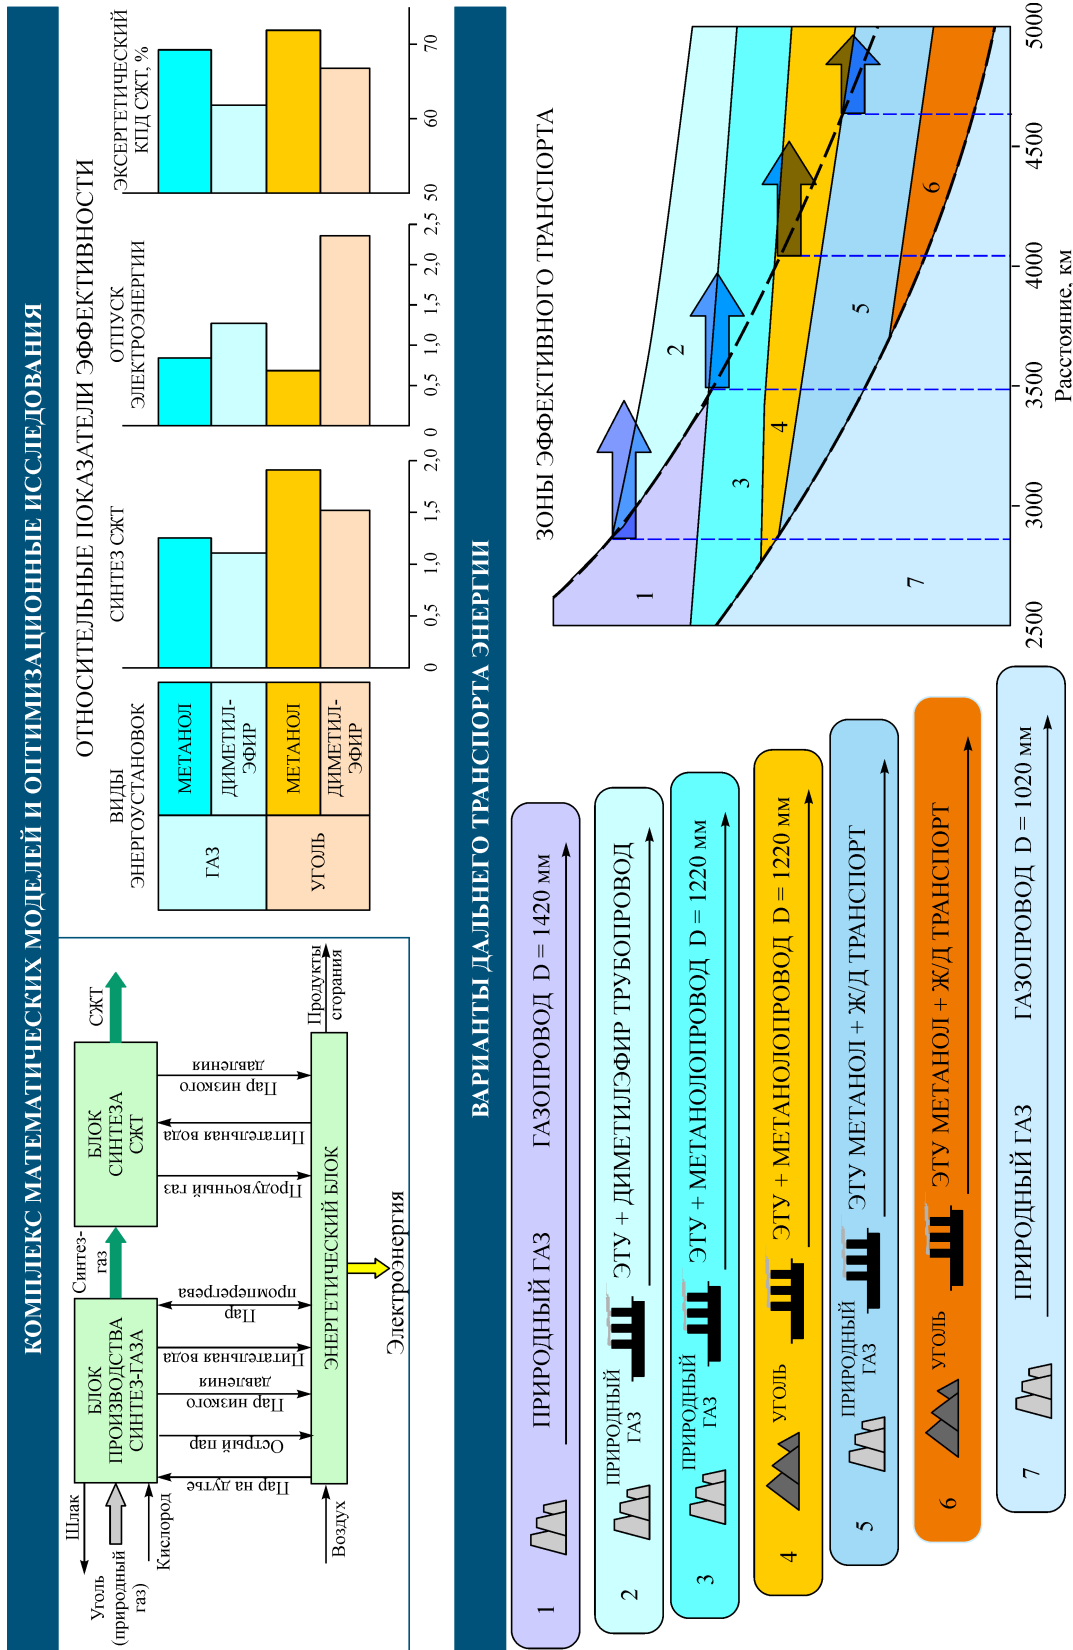 КОМПЛЕКС МАТЕМАТИЧЕСКИХ МОДЕЛЕЙ И ОПТИМИЗАЦИОННЫЕ ИССЛЕДОВАНИЯ
Шлак
Уголь
(природный
газ)
Кислород
БЛОК
ПРОИЗВОДСТВА
СИНТЕЗ-ГАЗА
Синтез-
газ
БЛОК
СИНТЕЗА
СЖТ
СЖТ
Пар на дутьё
Острый пар
Пар низкого
давления
Питательная вода
Пар
промперегрева
Продувочный газ
Питательная вода
Пар низкого
давления
Воздух
ЭНЕРГЕТИЧЕСКИЙ БЛОК
Продукты
сгорания
Электроэнергия
ОТНОСИТЕЛЬНЫЕ ПОКАЗАТЕЛИ ЭФФЕКТИВНОСТИ
ВИДЫ
ЭНЕРГОУСТАНОВОК
СИНТЕЗ СЖТ
ОТПУСК
ЭЛЕКТРОЭНЕРГИИ
ЭКСЕРГЕТИЧЕСКИЙ
КПД СЖТ, %
ГАЗ
МЕТАНОЛ
ДИМЕТИЛ-
ЭФИР
УГОЛЬ
МЕТАНОЛ
ДИМЕТИЛ-
ЭФИР
0 0,5 1,0 1,5 2,0
0 0,5 1,0 1,5 2,0 2,5
50 60 70
ВАРИАНТЫ ДАЛЬНЕГО ТРАНСПОРТА ЭНЕРГИИ
1 ПРИРОДНЫЙ ГАЗ ГАЗОПРОВОД D = 1420 мм
2 ПРИРОДНЫЙ
ГАЗ
ЭТУ + ДИМЕТИЛЭФИР ТРУБОПРОВОД
3 ПРИРОДНЫЙ
ГАЗ
ЭТУ + МЕТАНОЛОПРОВОД D = 1220 мм
4 УГОЛЬ ЭТУ + МЕТАНОЛОПРОВОД D = 1220 мм
5 ПРИРОДНЫЙ
ГАЗ
ЭТУ МЕТАНОЛ + Ж/Д ТРАНСПОРТ
6 УГОЛЬ ЭТУ МЕТАНОЛ + Ж/Д ТРАНСПОРТ
7 ПРИРОДНЫЙ ГАЗ ГАЗОПРОВОД D = 1020 мм
ЗОНЫ ЭФФЕКТИВНОГО ТРАНСПОРТА
1
2
3
4
5
6
7
2500 3000 3500 4000 4500 5000
Расстояние, км